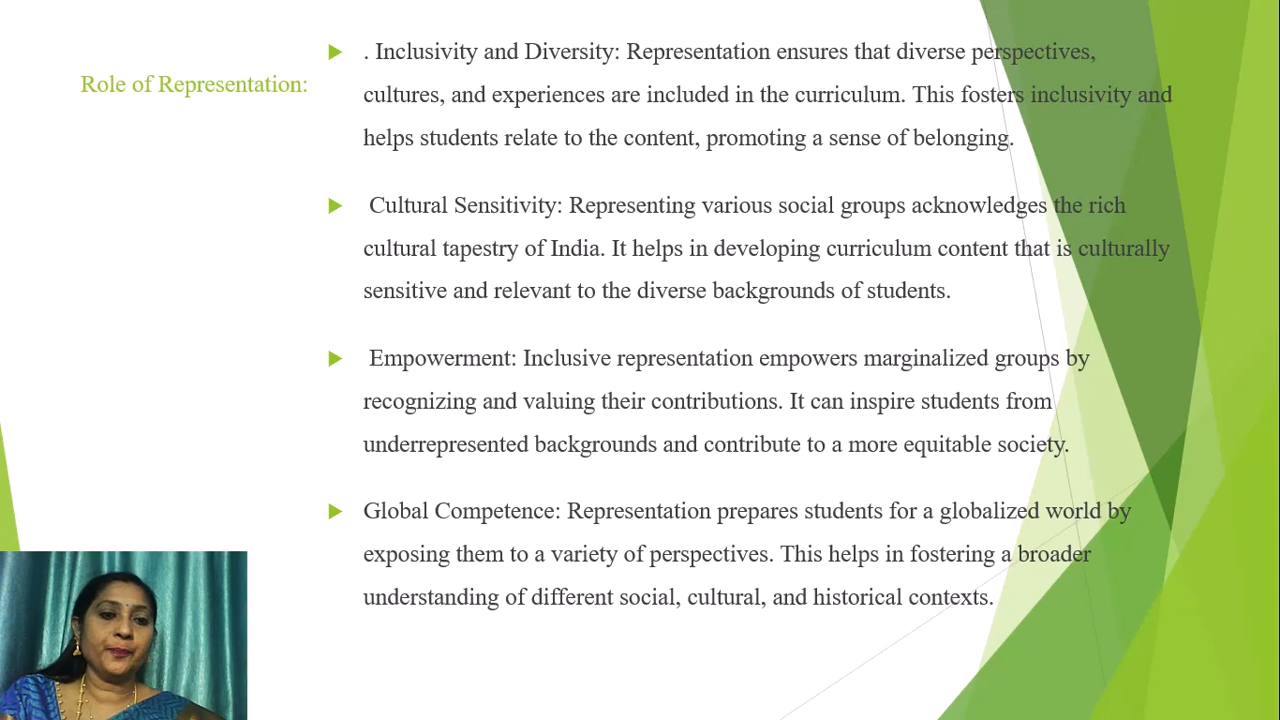 Role of Representation:
. Inclusivity and Diversity: Representation ensures that diverse perspectives,
cultures, and experiences are included in the curriculum. This fosters inclusivity and
helps students relate to the content, promoting a sense of belonging.
Cultural Sensitivity: Representing various social groups acknowledges the rich
cultural tapestry of India. It helps in developing curriculum content that is culturally
sensitive and relevant to the diverse backgrounds of students.
Empowerment: Inclusive representation empowers marginalized groups by
recognizing and valuing their contributions. It can inspire students from
underrepresented backgrounds and contribute to a more equitable society.
Global Competence: Representation prepares students for a globalized world by
exposing them to a variety of perspectives. This helps in fostering a broader
understanding of different social, cultural, and historical contexts.